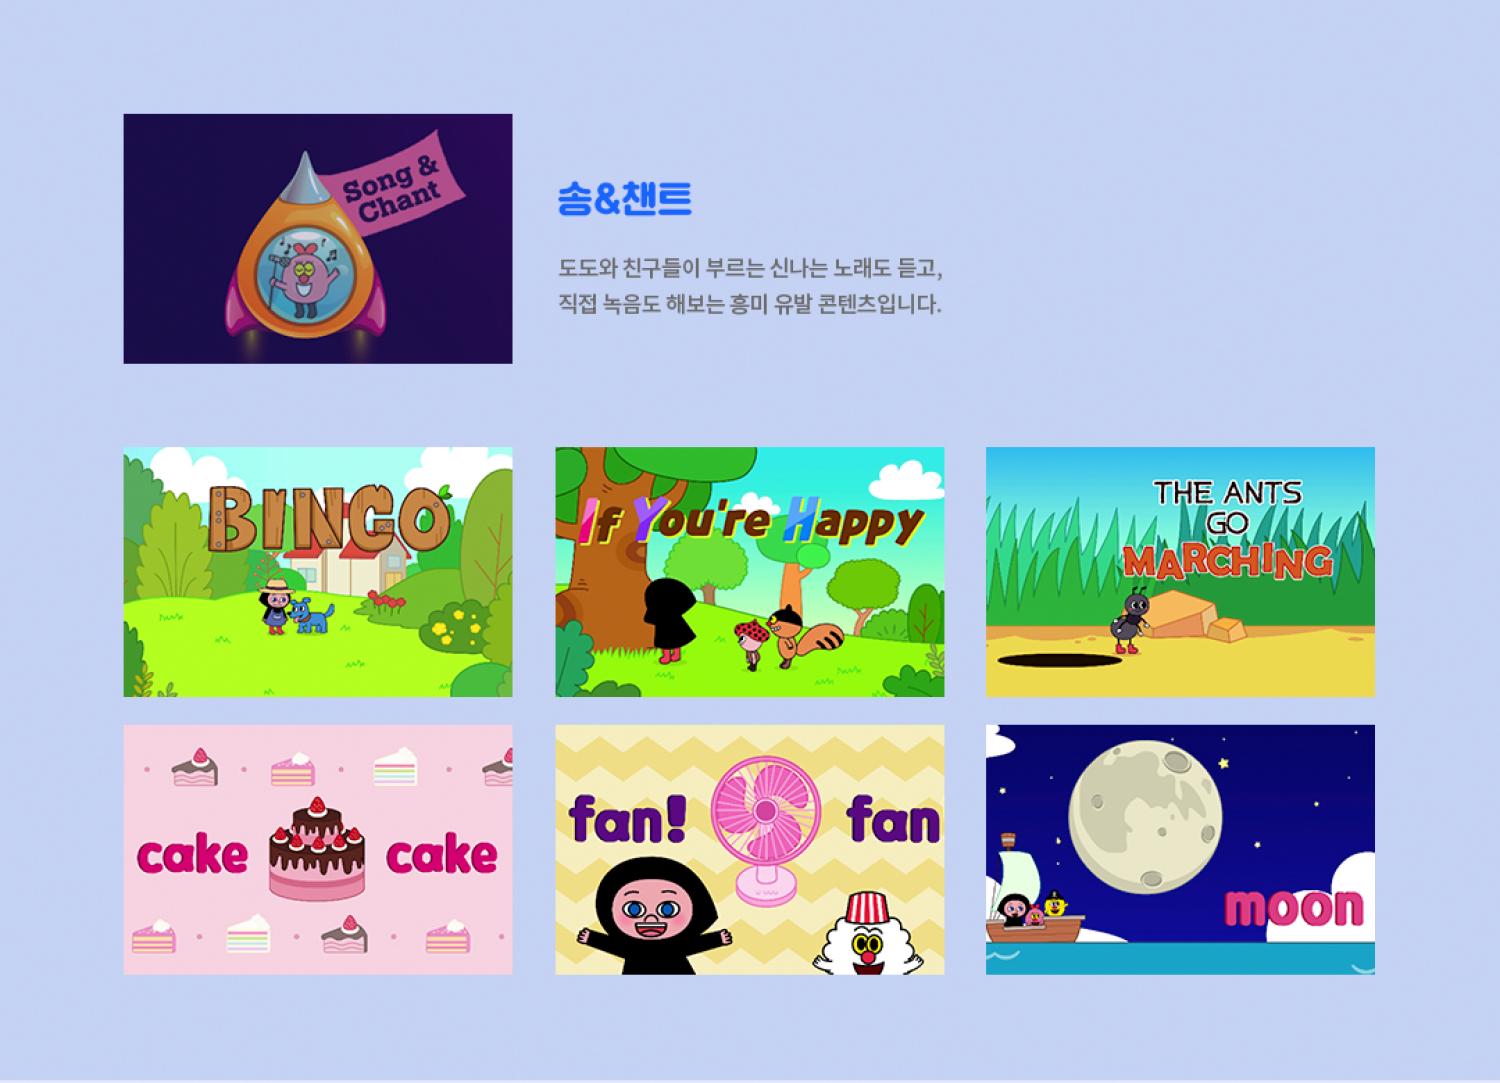 Song &
Chant
송&챈트
도도와 친구들이 부르는 신나는 노래도 듣고,
직접 녹음도 해보는 흥미 유발 콘텐츠입니다.
BINGO
If You're Happy
THE ANTS
GO
MARCHING
cake cake
fan! fan
moon